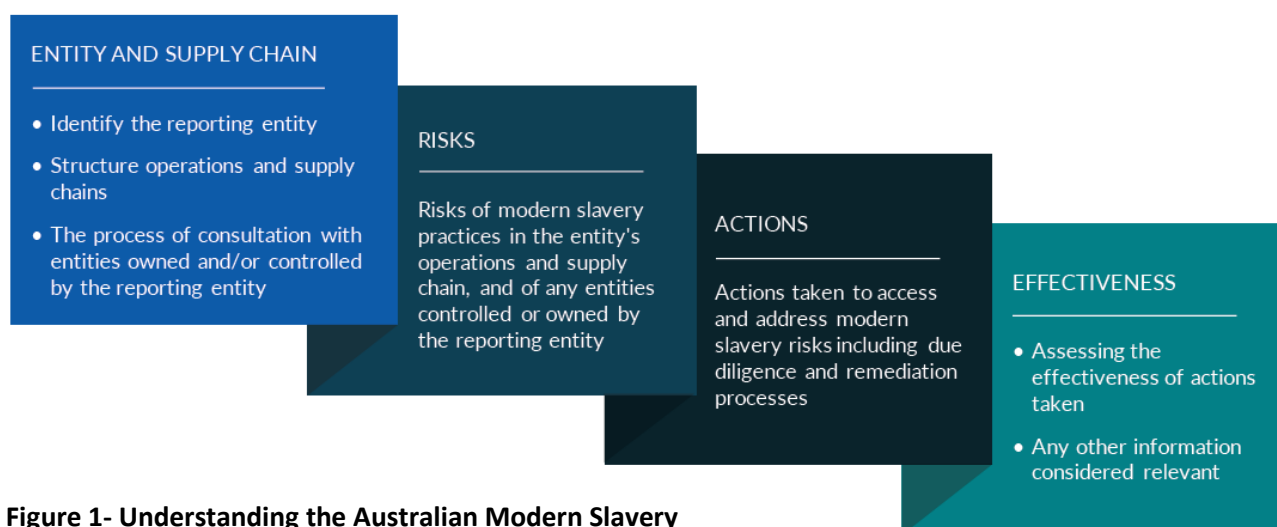 ENTITY AND SUPPLY CHAIN
• Identify the reporting entity
• Structure operations and supply
chains
• The process of consultation with
entities owned and/or controlled
by the reporting entity
RISKS
Risks of modern slavery
practices in the entity's
operations and supply
chain, and of any entities
controlled or owned by
the reporting entity
ACTIONS
Actions taken to access
and address modern
slavery risks including due
diligence and remediation
processes
EFFECTIVENESS
• Assessing the
effectiveness of actions
taken
• Any other information
considered relevant
Figure 1- Understanding the Australian Modern Slavery